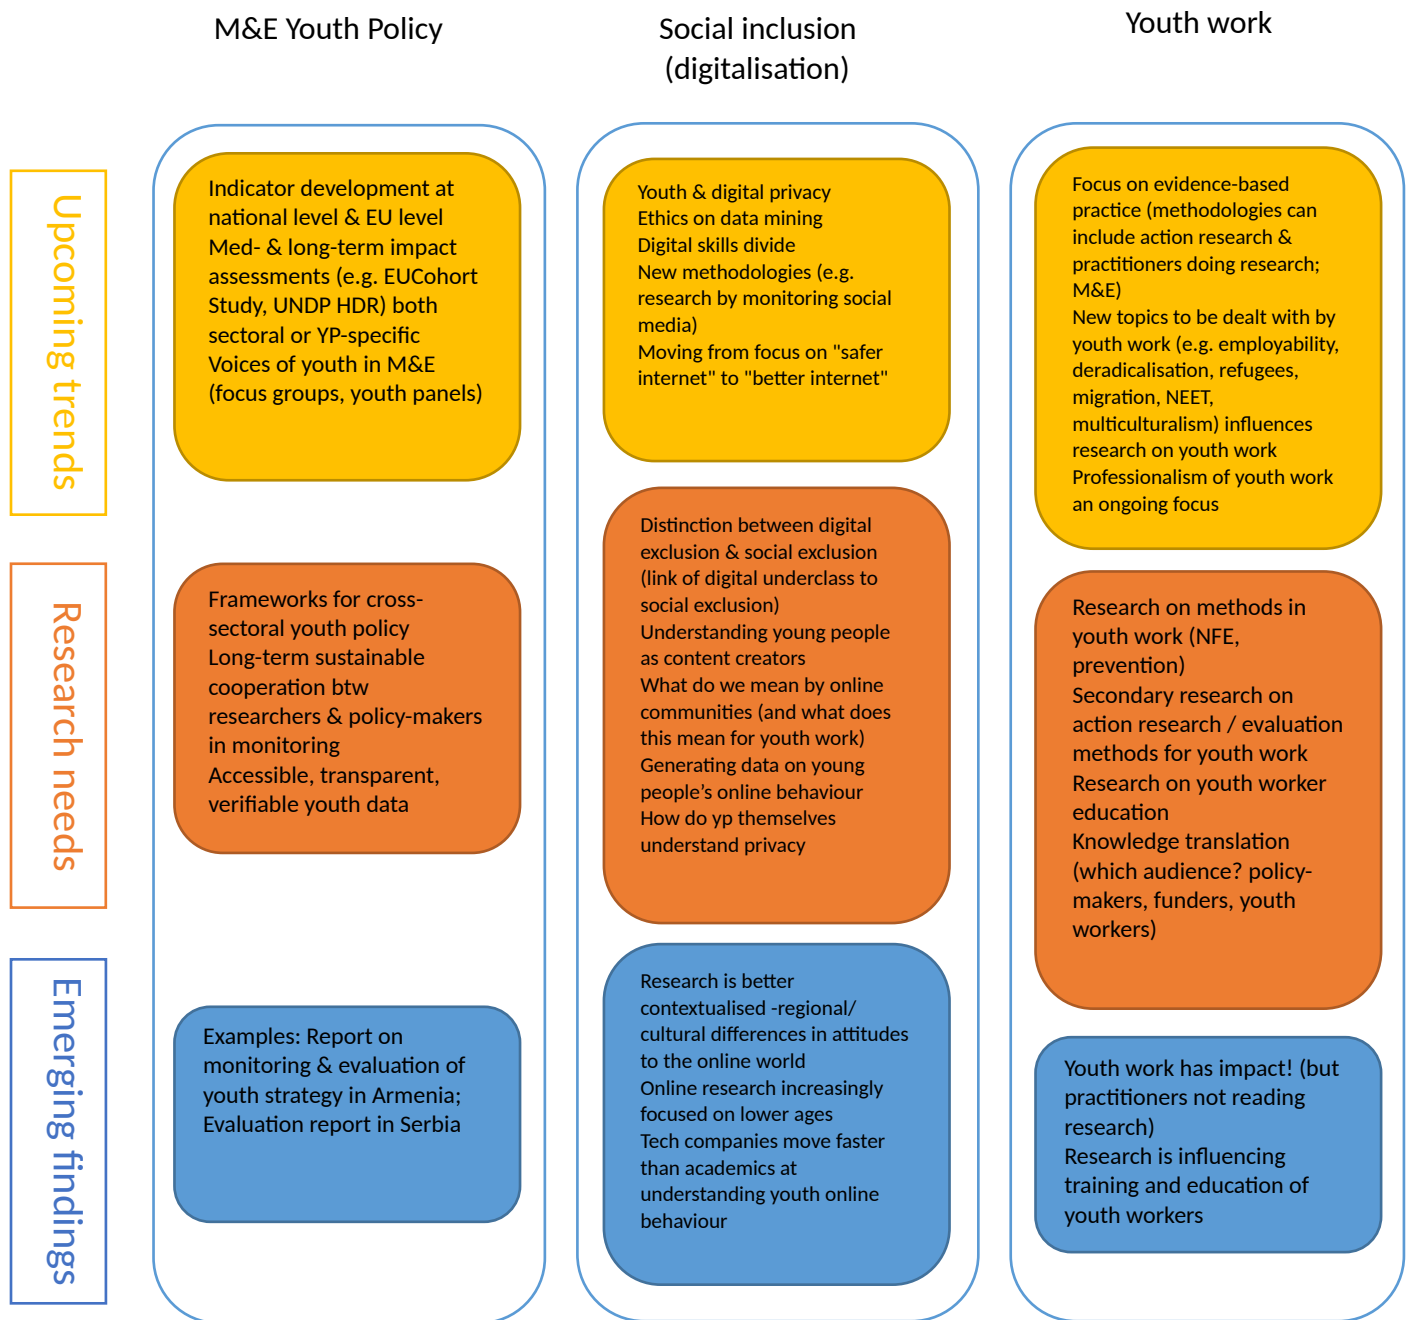 M&E Youth Policy
Social inclusion
(digitalisation)
Youth work
Upcoming trends
Indicator development at
national level & EU level
Med- & long-term impact
assessments (e.g. EUCohort
Study, UNDP HDR) both
sectoral or YP-specific
Voices of youth in M&E
(focus groups, youth panels)
Youth & digital privacy
Ethics on data mining
Digital skills divide
New methodologies (e.g.
research by monitoring social
media)
Moving from focus on "safer
internet" to "better internet"
Focus on evidence-based
practice (methodologies can
include action research &
practitioners doing research;
M&E)
New topics to be dealt with by
youth work (e.g. employability,
deradicalisation, refugees,
migration, NEET,
multiculturalism) influences
research on youth work
Professionalism of youth work
an ongoing focus
Research needs
Frameworks for cross-
sectoral youth policy
Long-term sustainable
cooperation btw
researchers & policy-makers
in monitoring
Accessible, transparent,
verifiable youth data
Distinction between digital
exclusion & social exclusion
(link of digital underclass to
social exclusion)
Understanding young people
as content creators
What do we mean by online
communities (and what does
this mean for youth work)
Generating data on young
people’s online behaviour
How do yp themselves
understand privacy
Research on methods in
youth work (NFE,
prevention)
Secondary research on
action research / evaluation
methods for youth work
Research on youth worker
education
Knowledge translation
(which audience? policy-
makers, funders, youth
workers)
Emerging findings
Examples: Report on
monitoring & evaluation of
youth strategy in Armenia;
Evaluation report in Serbia
Research is better
contextualised -regional/
cultural differences in attitudes
to the online world
Online research increasingly
focused on lower ages
Tech companies move faster
than academics at
understanding youth online
behaviour
Youth work has impact! (but
practitioners not reading
research)
Research is influencing
training and education of
youth workers